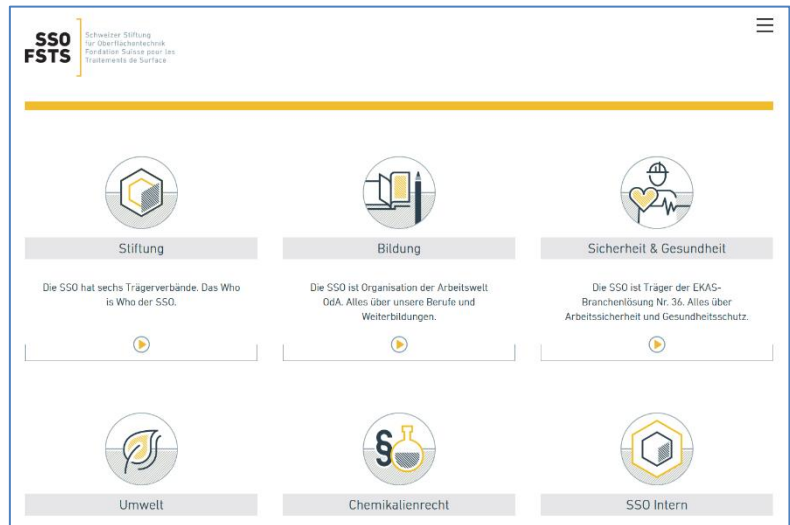 SSO
FSTS
Schweizer Stiftung
für Oberflächentechnik
Fondation Suisse pour les
Traitements de Surface
Stiftung
Bildung
Sicherheit & Gesundheit
Die SSO hat sechs Trägerverbände. Das Who
is Who der SSO.
Die SSO ist Organisation der Arbeitswelt
OdA. Alles über unsere Berufe und
Weiterbildungen.
Die SSO ist Träger der EKAS-
Branchenlösung Nr. 36. Alles über
Arbeitssicherheit und Gesundheitsschutz.
§
Umwelt
Chemikalienrecht
SSO Intern